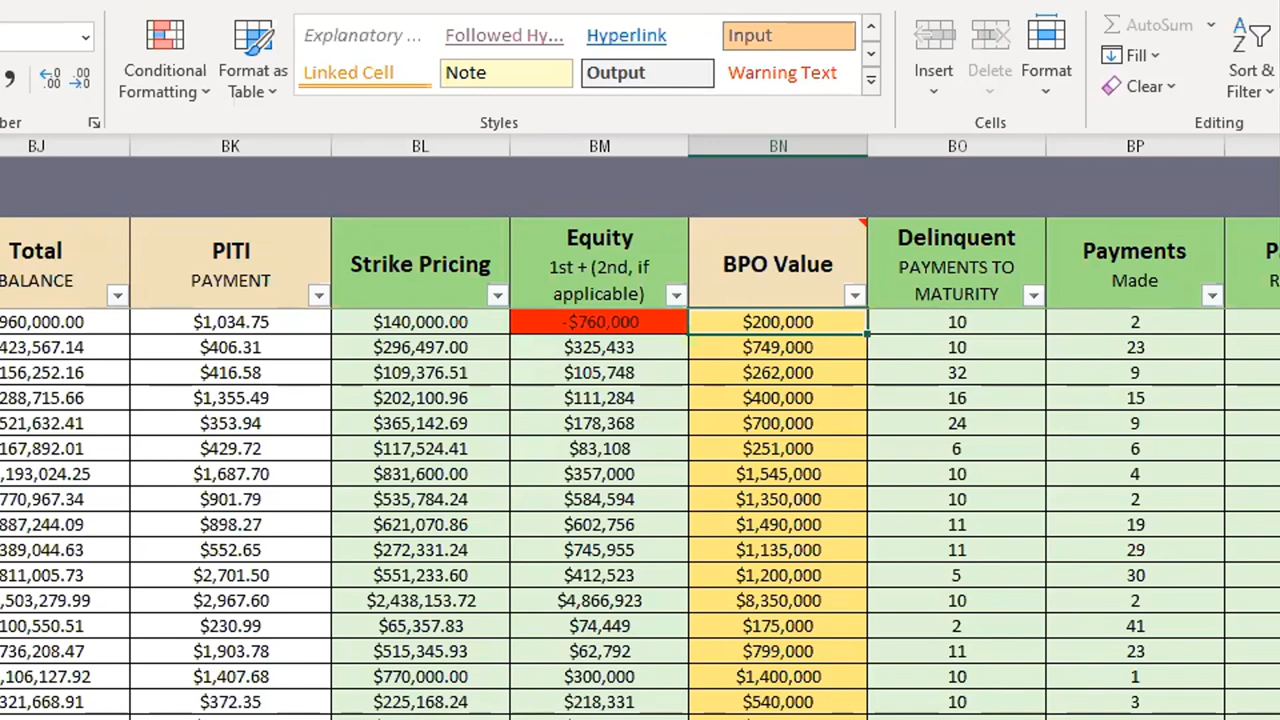 Explanatory ... Followed Hy... Hyperlink Input
Linked Cell Note Output Warning Text
Conditional Formatting
Format as Table
Insert Delete Format
AutoSum
Fill
Clear
Sort & Filter
ber Styles Cells Editing
BJ BK BL BM BN BO BP
Total BALANCE
PITI PAYMENT
Strike Pricing
Equity 1st + (2nd, if applicable)
BPO Value
Delinquent PAYMENTS TO MATURITY
Payments Made
P
R
960,000.00 $1,034.75 $140,000.00 -$760,000 $200,000 10 2
423,567.14 $406.31 $296,497.00 $325,433 $749,000 10 23
156,252.16 $416.58 $109,376.51 $105,748 $262,000 32 9
288,715.66 $1,355.49 $202,100.96 $111,284 $400,000 16 15
521,632.41 $353.94 $365,142.69 $178,368 $700,000 24 9
167,892.01 $429.72 $117,524.41 $83,108 $251,000 6 6
,193,024.25 $1,687.70 $831,600.00 $357,000 $1,545,000 10 4
770,967.34 $901.79 $535,784.24 $584,594 $1,350,000 10 2
887,244.09 $898.27 $621,070.86 $602,756 $1,490,000 11 19
389,044.63 $552.65 $272,331.24 $745,955 $1,135,000 11 29
811,005.73 $2,701.50 $551,233.60 $412,523 $1,200,000 5 30
,503,279.99 $2,967.60 $2,438,153.72 $4,866,923 $8,350,000 10 2
100,550.51 $230.99 $65,357.83 $74,449 $175,000 2 41
736,208.47 $1,903.78 $515,345.93 $62,792 $799,000 11 23
,106,127.92 $1,407.68 $770,000.00 $300,000 $1,400,000 10 1
321,668.91 $372.35 $225,168.24 $218,331 $540,000 10 3